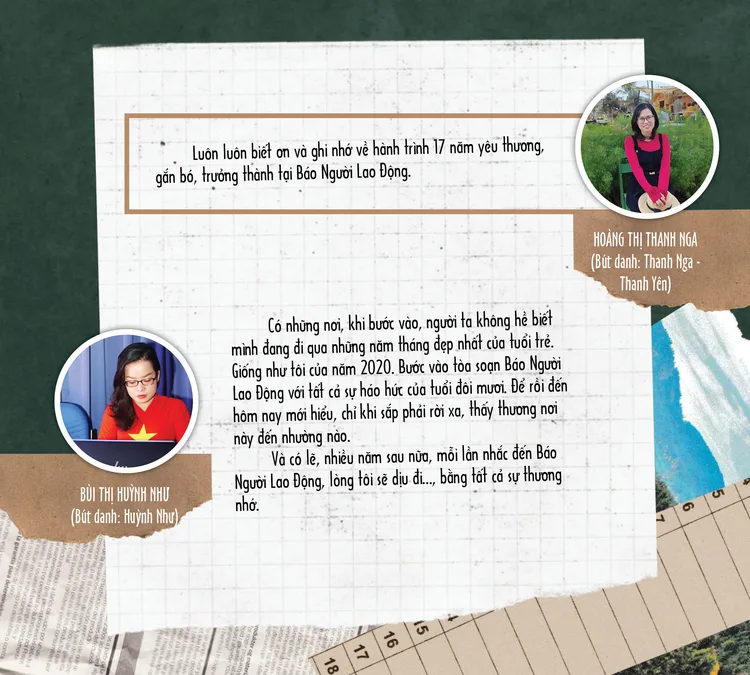 Luôn luôn biết ơn và ghi nhớ về hành trình 17 năm yêu thương,
gắn bó, trưởng thành tại Báo Người Lao Động.
HOÀNG THỊ THANH NGA
(Bút danh: Thanh Nga -
Thanh Yên)
Có những nơi, khi bước vào, người ta không hề biết
mình đang đi qua những năm tháng đẹp nhất của tuổi trẻ.
Giống như tôi của năm 2020. Bước vào tòa soạn Báo Người
Lao Động với tất cả sự háo hức của tuổi đôi mươi. Để rồi đến
hôm nay mới hiểu, chỉ khi sắp phải rời xa, thấy thương nơi
này đến nhường nào.
Và có lẽ, nhiều năm sau nữa, mỗi lần nhắc đến Báo
Người Lao Động, lòng tôi sẽ dịu đi..., bằng tất cả sự thương
nhớ.
BÙI THỊ HUỲNH NHƯ
(Bút danh: Huỳnh Như)
18
17
16
15
7
6
5